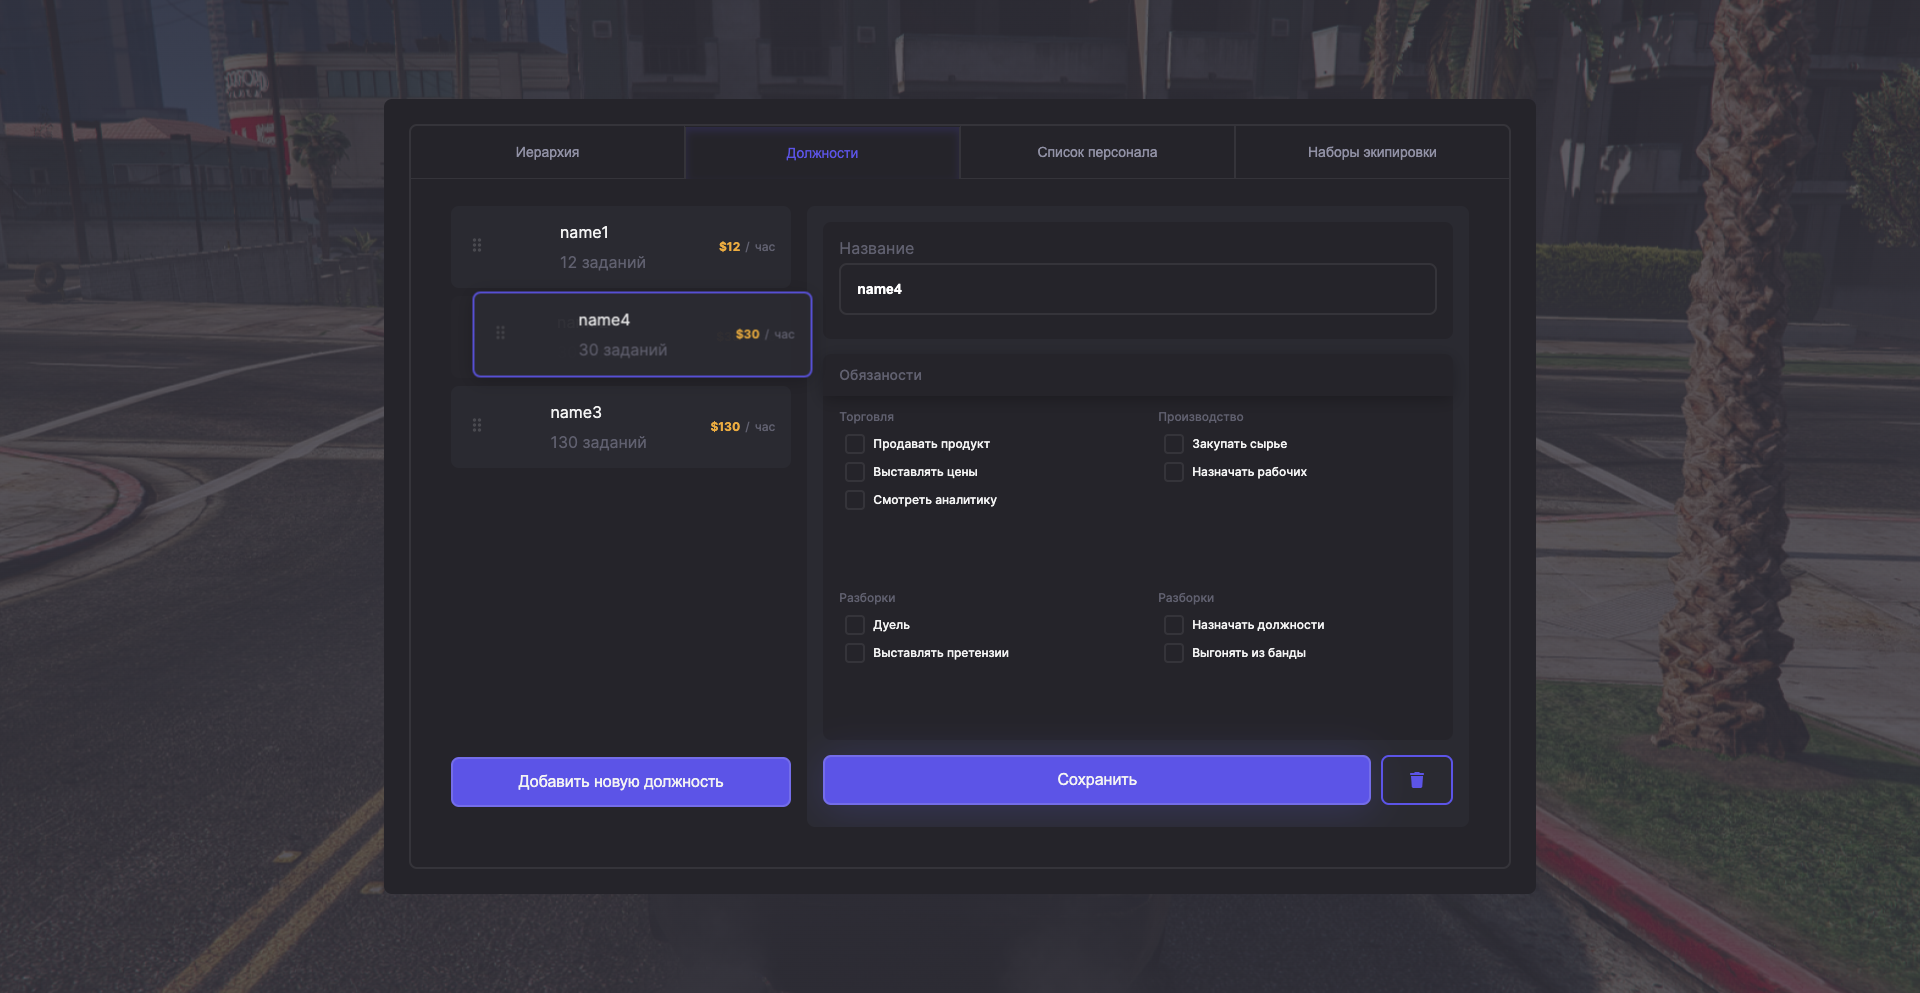 Иерархия
Должности
Список персонала
Наборы экипировки
name1
12 заданий
$12 / час
name4
30 заданий
$30 / час
name3
130 заданий
$130 / час
Добавить новую должность
Название
name4
Обязаности
Торговля
Продавать продукт
Выставлять цены
Смотреть аналитику
Производство
Закупать сырье
Назначать рабочих
Разборки
Дуель
Выставлять претензии
Разборки
Назначать должности
Выгонять из банды
Сохранить